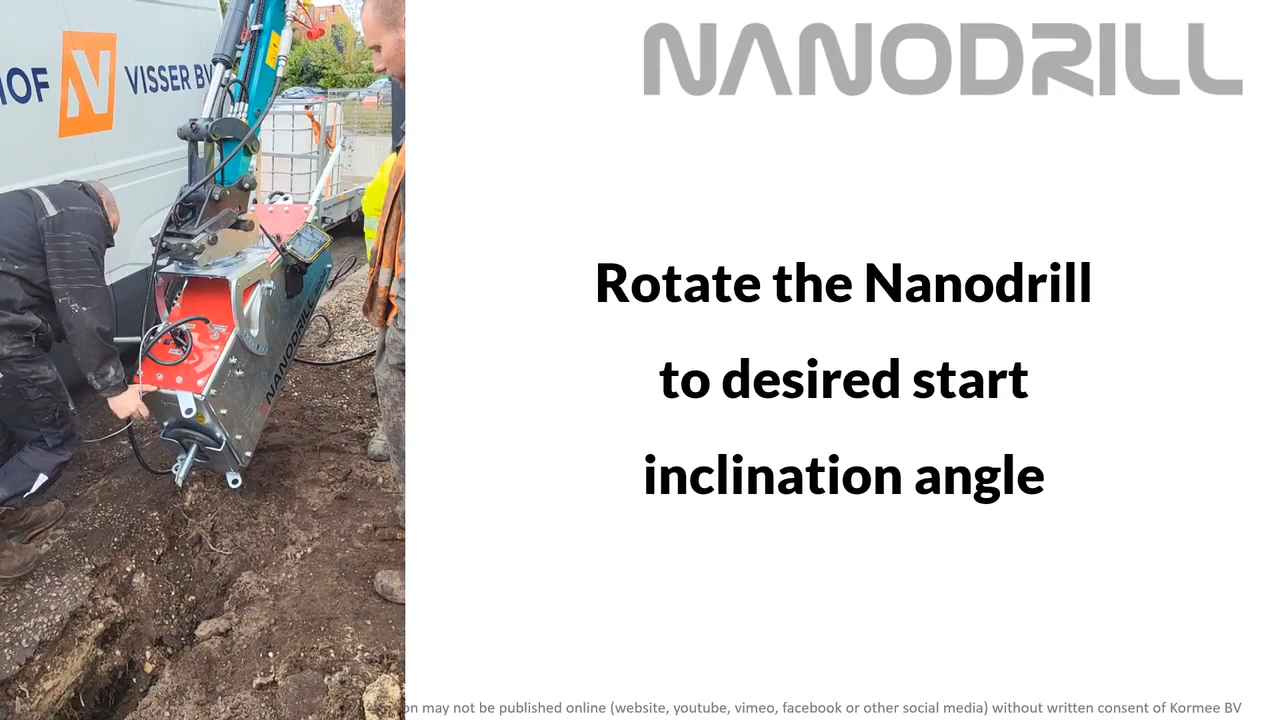 NANODRILL
HOF
VISSER BV
NANODRILL
Rotate the Nanodrill
to desired start
inclination angle
may not be published online (website, youtube, vimeo, facebook or other social media) without written consent of Kormee BV